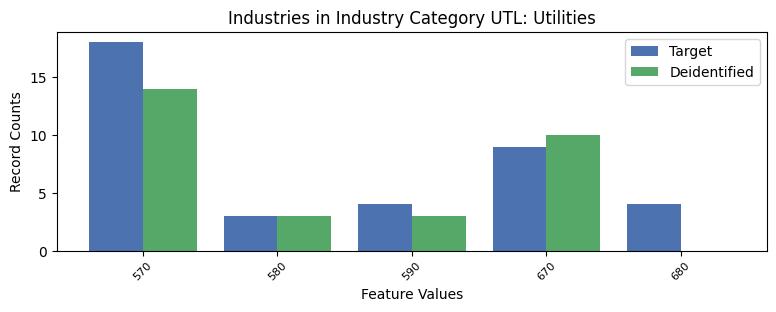 Industries in Industry Category UTL: Utilities
Target
Deidentified
Record Counts
15
10
5
0
570
580
590
670
680
Feature Values